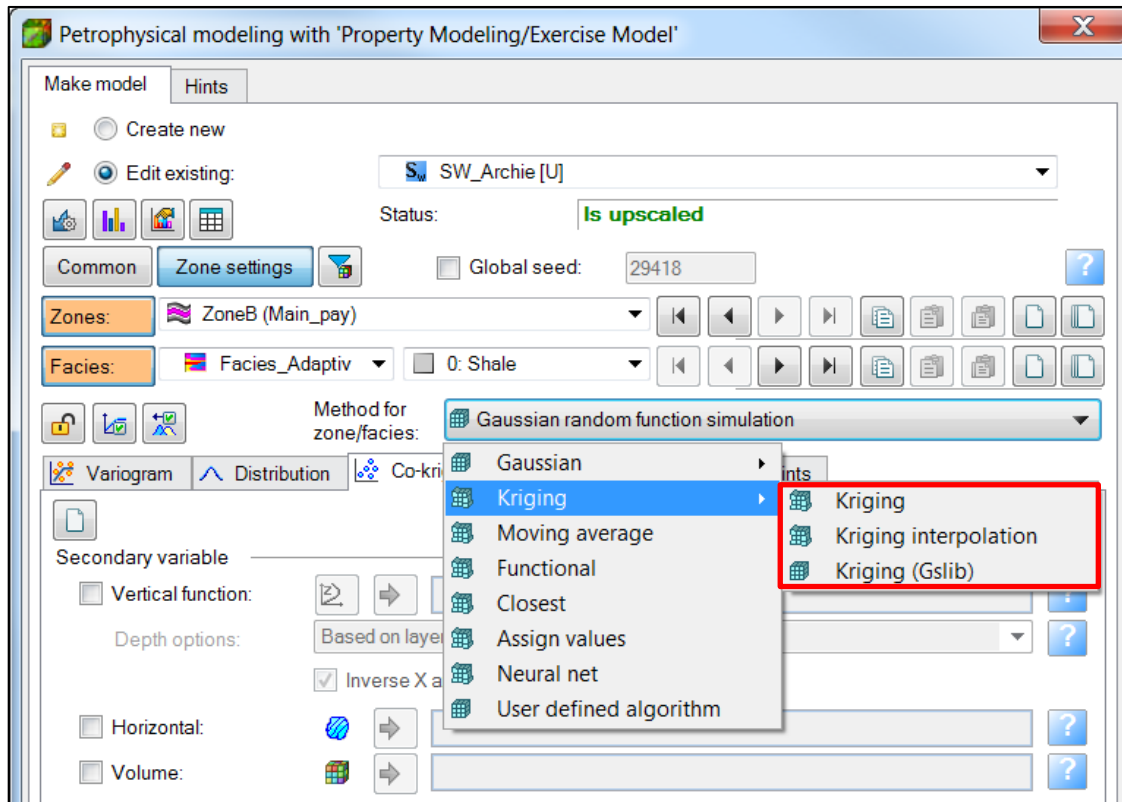 Petrophysical modeling with 'Property Modeling/Exercise Model'
X
Make model Hints
Create new
Edit existing: Sw SW_Archie [U]
Status: Is upscaled
Common Zone settings Global seed: 29418 ?
Zones: ZoneB (Main_pay)
Facies: Facies_Adaptiv 0: Shale
Method for
zone/facies: Gaussian random function simulation
Variogram Distribution Co-kri ints
Gaussian
Kriging Kriging
Moving average Kriging interpolation
Functional Kriging (Gslib)
Closest
Assign values
Neural net
User defined algorithm
Secondary variable
Vertical function: ?
Depth options: Based on laye ?
Inverse X a
Horizontal: ?
Volume: ?